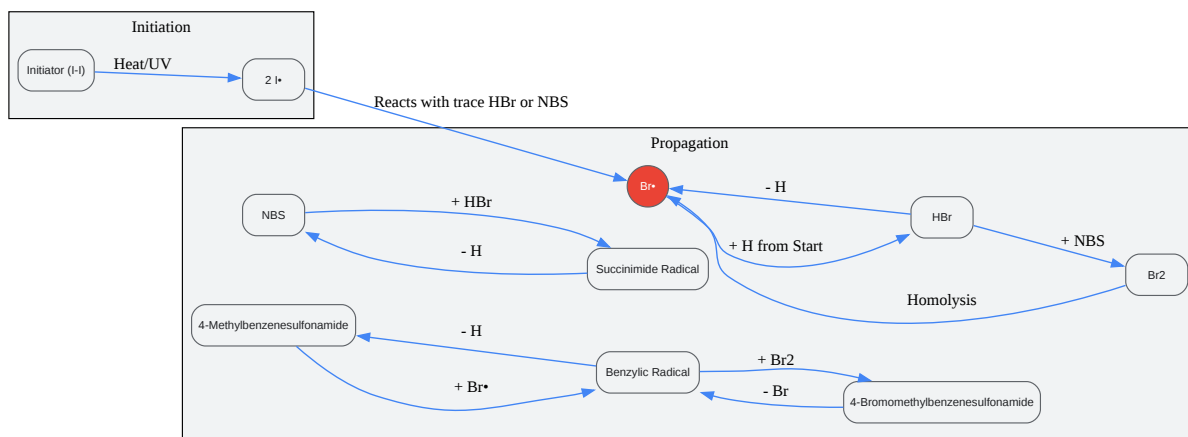 Initiation
Initiator (I-I)
Heat/UV
2 I•
Reacts with trace HBr or NBS
Propagation
Br•
- H
NBS
+ HBr
HBr
+ H from Start
+ NBS
- H
Succinimide Radical
Br2
Homolysis
4-Methylbenzenesulfonamide
- H
+ Br2
Benzylic Radical
+ Br•
- Br
4-Bromomethylbenzenesulfonamide